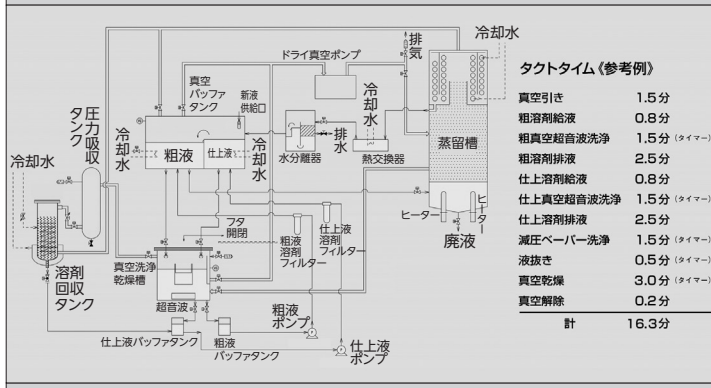 冷却水
排気
ドライ真空ポンプ
真空
バッファ
タンク
新液
供給口
冷却水
圧力吸収
タンク
冷却水
冷却水
粗液
仕上液
冷却水
水分離器
排水
熱交換器
蒸留槽
ヒーター
ヒーター
廃液
フタ
開閉
粗液
溶剤
フィルター
仕上液
溶剤
フィルター
真空洗浄
乾燥槽
溶剤
回収
タンク
超音波
仕上液バッファタンク
粗液
バッファタンク
粗液
ポンプ
P
仕上液
ポンプ
P
タクトタイム《参考例》
真空引き 1.5分
粗溶剤給液 0.8分
粗真空超音波洗浄 1.5分 (タイマー)
粗溶剤排液 2.5分
仕上溶剤給液 0.8分
仕上真空超音波洗浄 1.5分 (タイマー)
仕上溶剤排液 2.5分
減圧ベーパー洗浄 1.5分 (タイマー)
液抜き 0.5分 (タイマー)
真空乾燥 3.0分 (タイマー)
真空解除 0.2分
計 16.3分